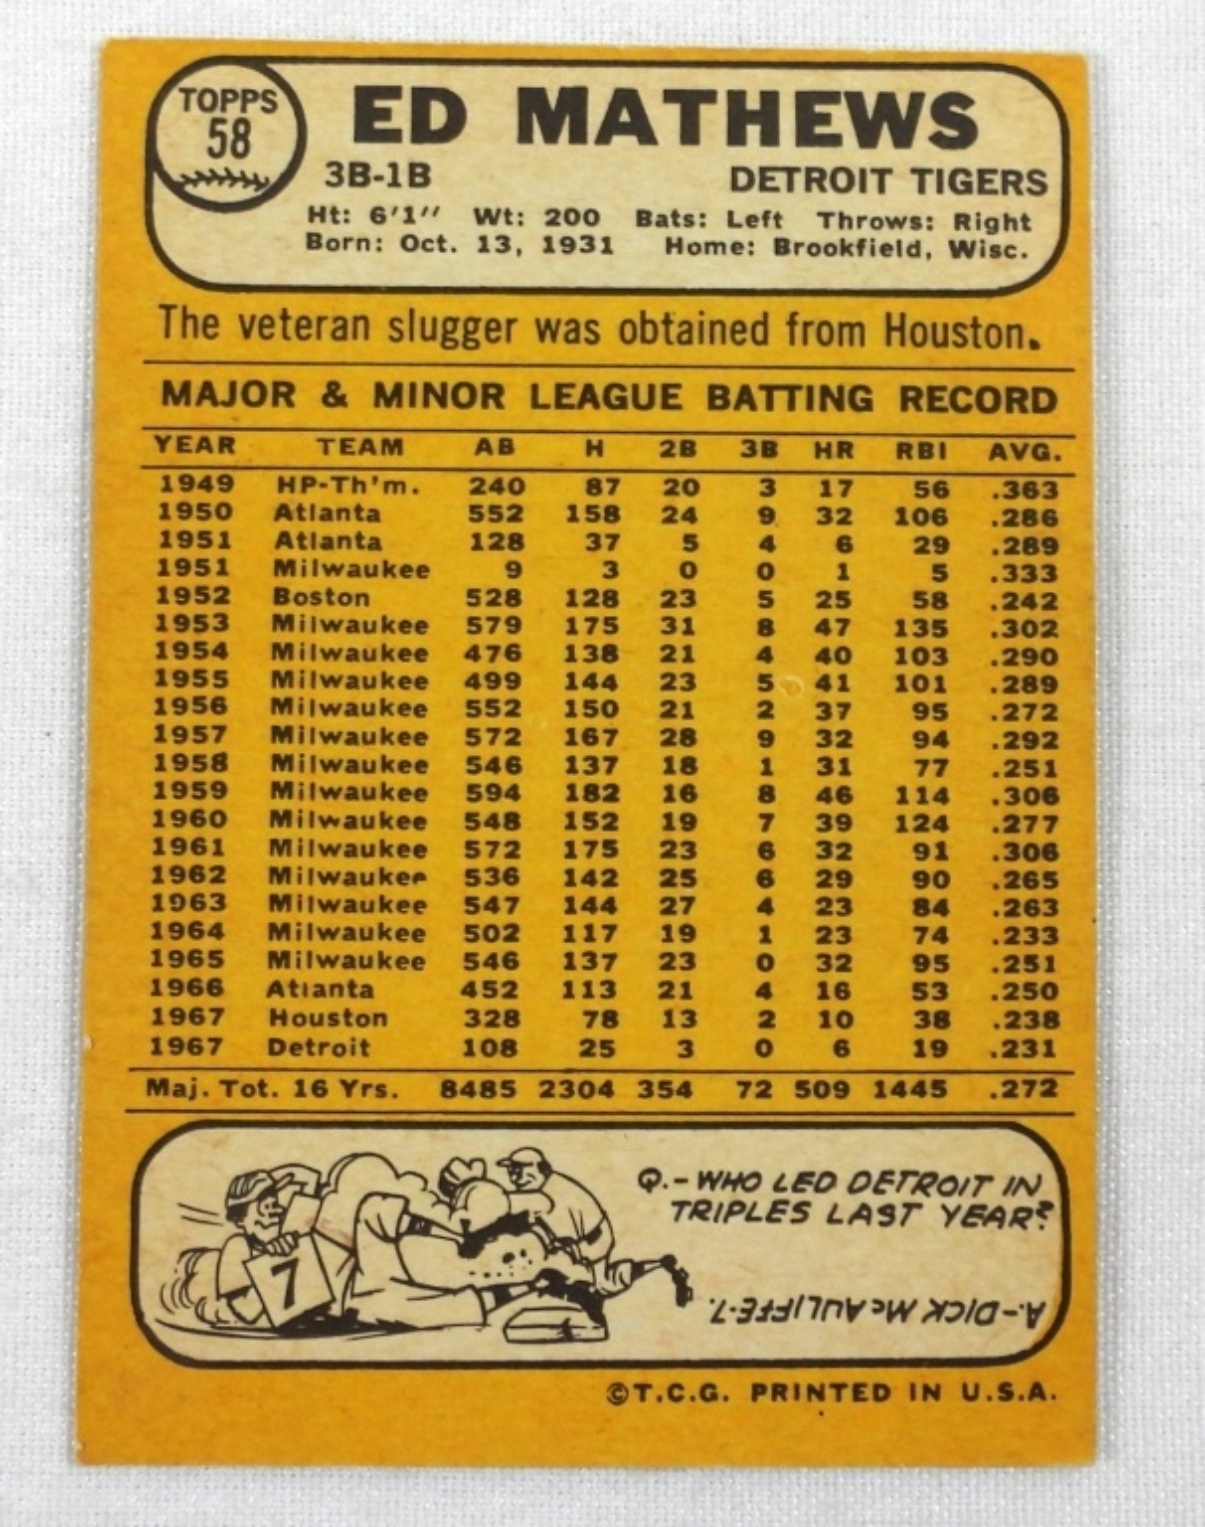 TOPPS
58
ED MATHEWS
3B-1B DETROIT TIGERS
Ht: 6'1" Wt: 200 Bats: Left Throws: Right
Born: Oct. 13, 1931 Home: Brookfield, Wisc.
The veteran slugger was obtained from Houston.
MAJOR & MINOR LEAGUE BATTING RECORD
YEAR TEAM AB H 2B 3B HR RBI AVG.
1949 HP-Th'm. 240 87 20 3 17 56 .363
1950 Atlanta 552 158 24 9 32 106 .286
1951 Atlanta 128 37 5 4 6 29 .289
1951 Milwaukee 9 3 0 0 1 5 .333
1952 Boston 528 128 23 5 25 58 .242
1953 Milwaukee 579 175 31 8 47 135 .302
1954 Milwaukee 476 138 21 4 40 103 .290
1955 Milwaukee 499 144 23 5 41 101 .289
1956 Milwaukee 552 150 21 2 37 95 .272
1957 Milwaukee 572 167 28 9 32 94 .292
1958 Milwaukee 546 137 18 1 31 77 .251
1959 Milwaukee 594 182 16 8 46 114 .306
1960 Milwaukee 548 152 19 7 39 124 .277
1961 Milwaukee 572 175 23 6 32 91 .306
1962 Milwaukee 536 142 25 6 29 90 .265
1963 Milwaukee 547 144 27 4 23 84 .263
1964 Milwaukee 502 117 19 1 23 74 .233
1965 Milwaukee 546 137 23 0 32 95 .251
1966 Atlanta 452 113 21 4 16 53 .250
1967 Houston 328 78 13 2 10 38 .238
1967 Detroit 108 25 3 0 6 19 .231
Maj. Tot. 16 Yrs. 8485 2304 354 72 509 1445 .272
Q.-WHO LED DETROIT IN
TRIPLES LAST YEAR?
7
A.-DICK McAULIFFE-7.
©T.C.G. PRINTED IN U.S.A.